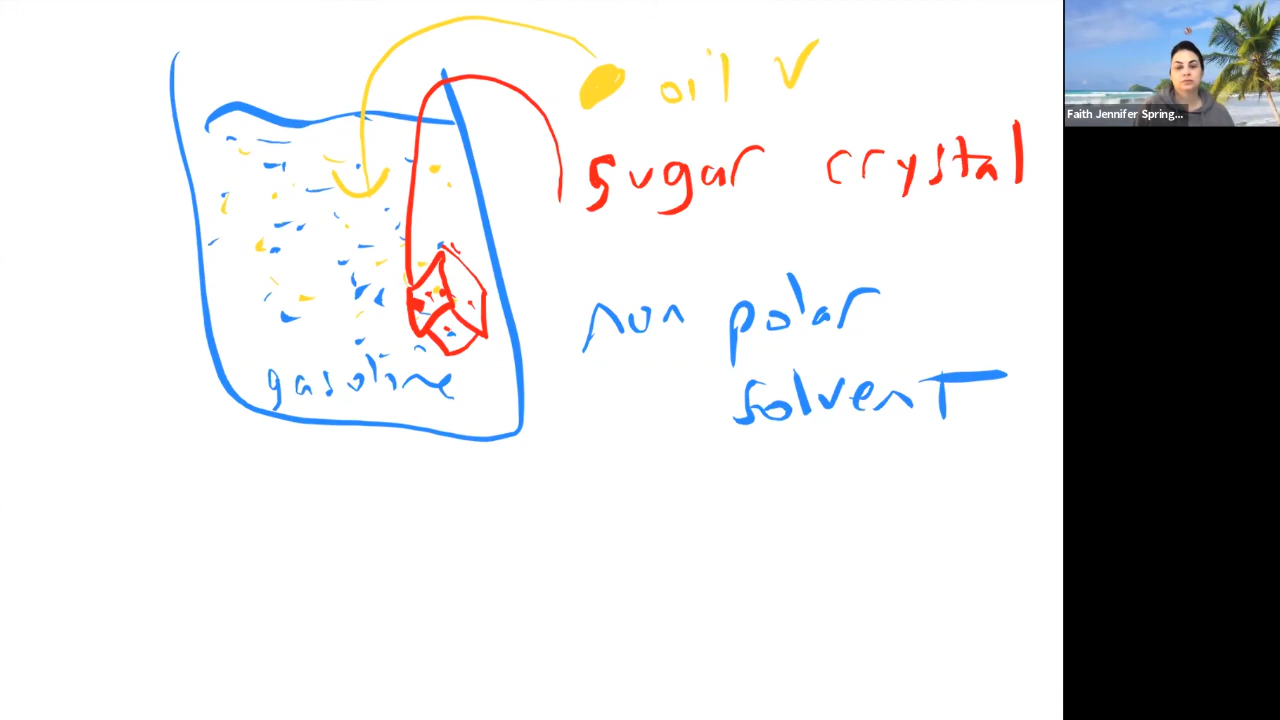 oil ✓
sugar crystal
non polar
solvent
gasoline
Faith Jennifer Spring...